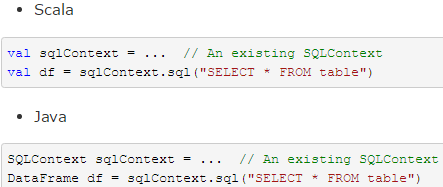 Scala
val sqlContext = ...  // An existing SQLContext
val df = sqlContext.sql("SELECT * FROM table")
Java
SQLContext sqlContext = ...  // An existing SQLContext
DataFrame df = sqlContext.sql("SELECT * FROM table")